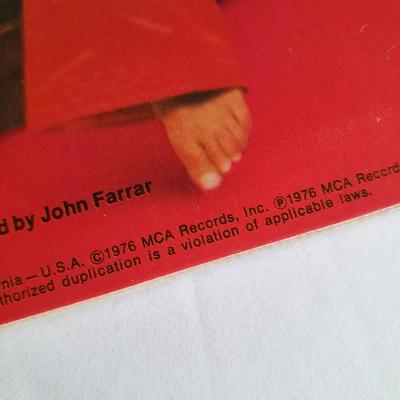 d by John Farrar
nia — U.S.A. ©1976 MCA Records, Inc. ℗1976 MCA Record
thorized duplication is a violation of applicable laws.